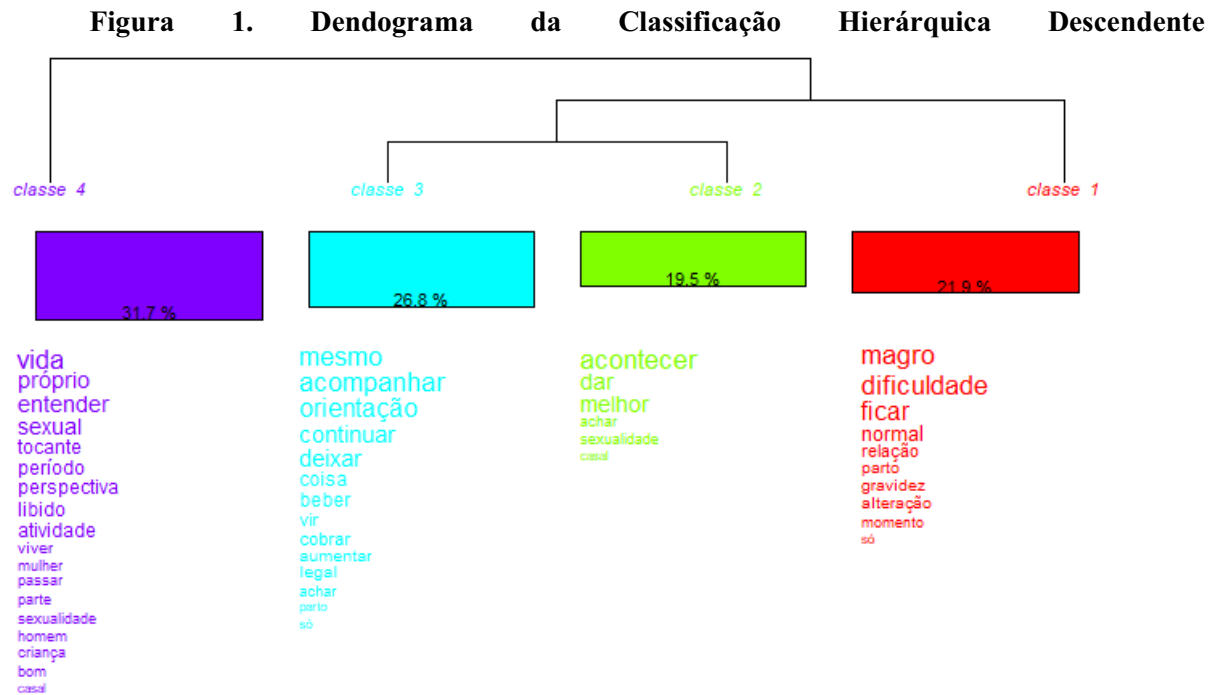 Figura 1. Dendograma da Classificação Hierárquica Descendente
classe 4
classe 3
classe 2
classe 1
31.7 %
26.8 %
19.5 %
21.9 %
vida
próprio
entender
sexual
tocante
período
perspectiva
libido
atividade
viver
mulher
passar
parte
sexualidade
homem
criança
bom
casal
mesmo
acompanhar
orientação
continuar
deixar
coisa
beber
vir
cobrar
aumentar
legal
achar
parto
só
acontecer
dar
melhor
achar
sexualidade
casal
magro
dificuldade
ficar
normal
relação
parto
gravidez
alteração
momento
só